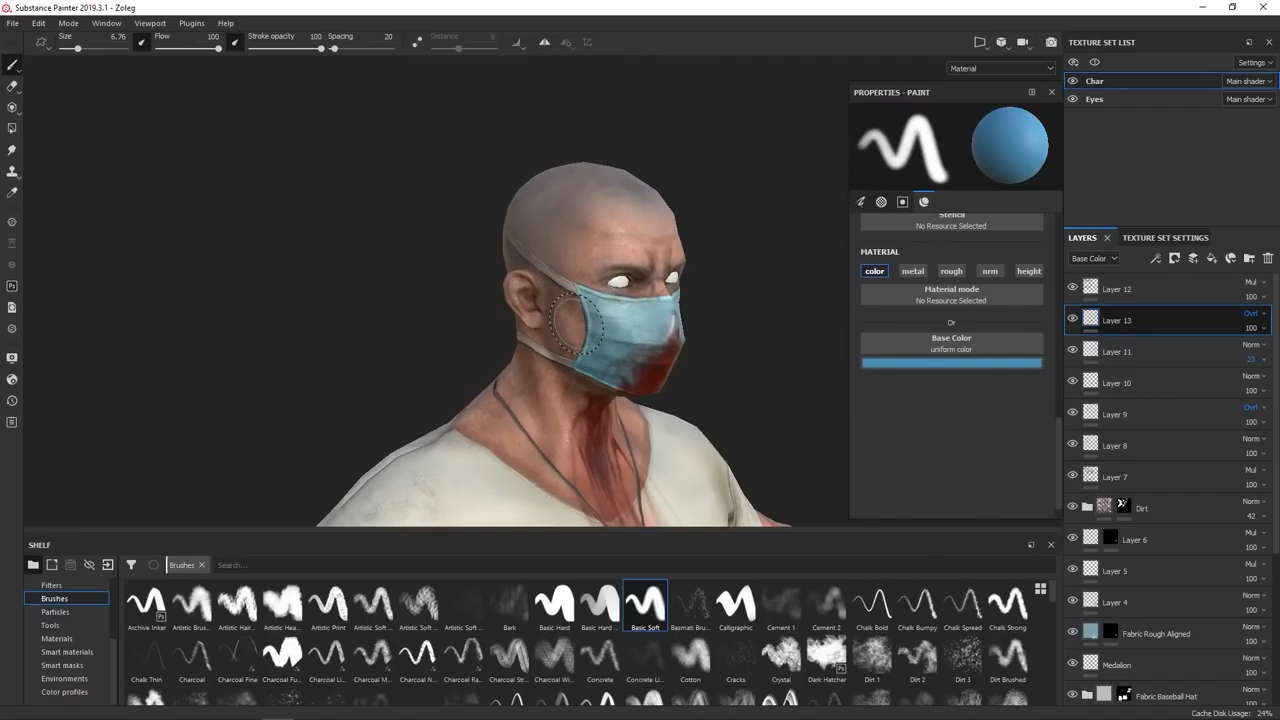 Substance Painter 2019.3.1 - Zoleg
File Edit Mode Window Viewport Plugins Help
Size 6.76 Flow 100 Stroke opacity 100 Spacing 20 Distance 8
Material
PROPERTIES - PAINT
Stencil
No Resource Selected
MATERIAL
color metal rough nrm height
Material mode
No Resource Selected
Or
Base Color
uniform color
TEXTURE SET LIST
Settings
Char Main shader
Eyes Main shader
LAYERS TEXTURE SET SETTINGS
Base Color
Layer 12 Mul 100
Layer 13 Ovrl 100
Layer 11 Norm 23
Layer 10 Norm 100
Layer 9 Ovrl 100
Layer 8 Norm 100
Layer 7 Mul 100
Dirt Norm 42
Layer 6 Norm 100
Layer 5 Mul 100
Layer 4 Norm 100
Fabric Rough Aligned Norm 100
Medalion Norm 100
Fabric Baseball Hat Norm 100
SHELF
Brushes Search...
Filters
Brushes
Particles
Tools
Materials
Smart materials
Smart masks
Environments
Color profiles
Archive Inker Artistic Brus... Artistic Hair... Artistic Hea... Artistic Print Artistic Soft ... Artistic Soft ... Artistic Soft ... Bark Basic Hard Basic Hard ... Basic Soft Basmati Bru... Calligraphic Cement 1 Cement 2 Chalk Bold Chalk Bumpy Chalk Spread Chalk Strong
Chalk Thin Charcoal Charcoal Fine Charcoal Fu... Charcoal Li... Charcoal M... Charcoal N... Charcoal Ra... Charcoal Str... Charcoal Wi... Concrete Concrete Li... Cotton Cracks Crystal Dark Hatcher Dirt 1 Dirt 2 Dirt 3 Dirt Brushed
Cache Disk Usage: 24%